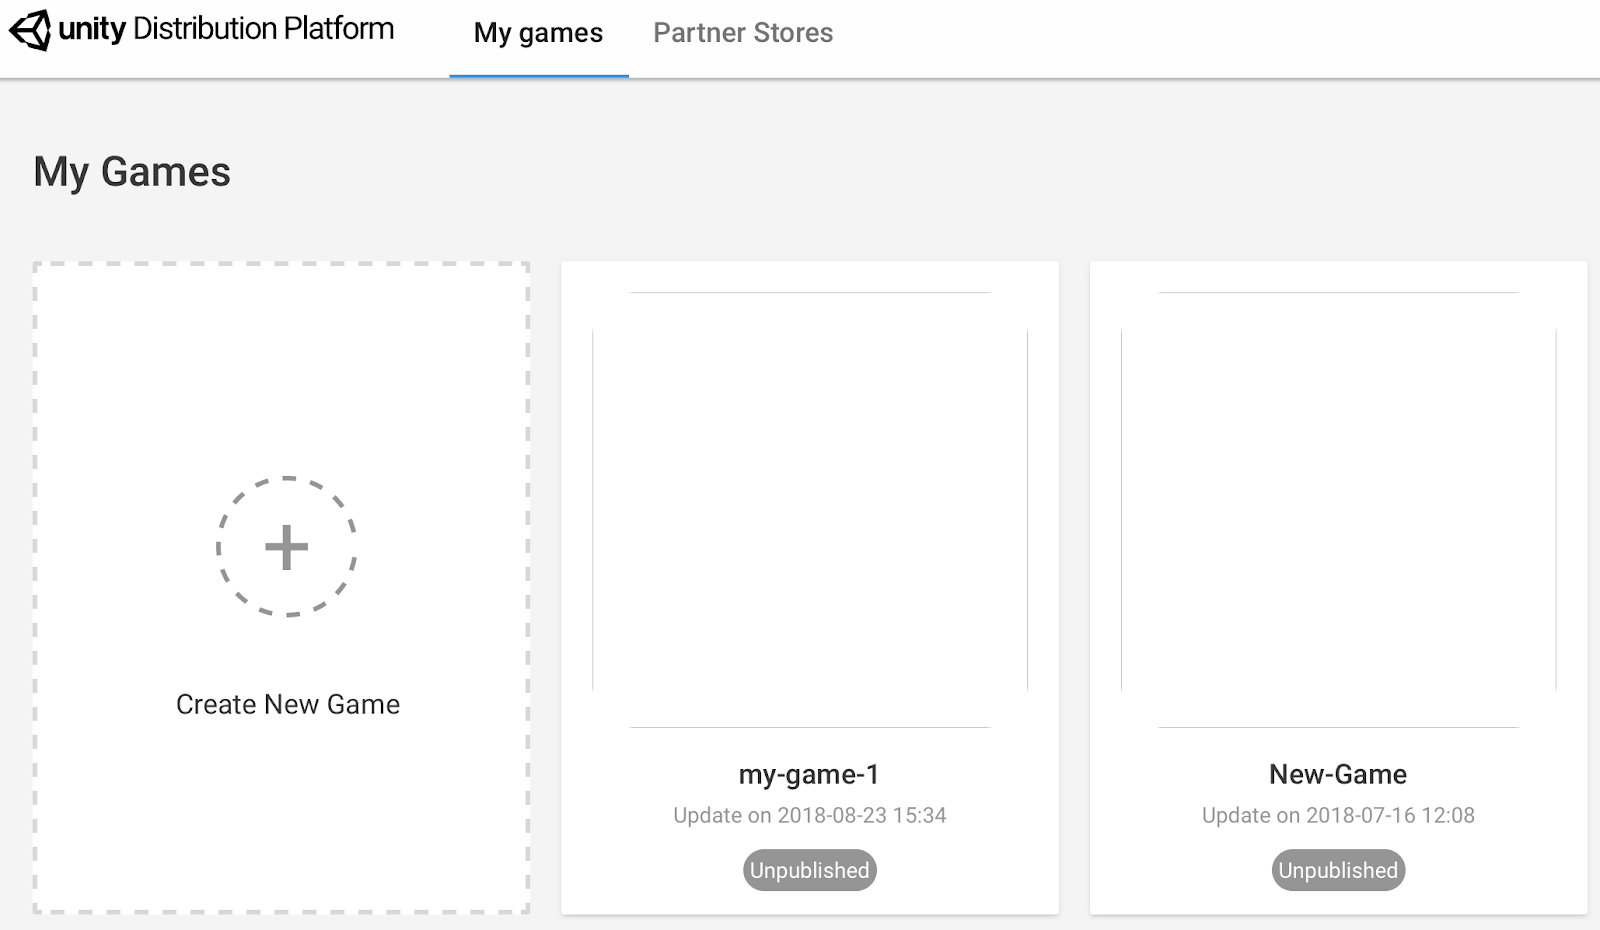 unity Distribution Platform
My games
Partner Stores
My Games
Create New Game
my-game-1
Update on 2018-08-23 15:34
Unpublished
New-Game
Update on 2018-07-16 12:08
Unpublished